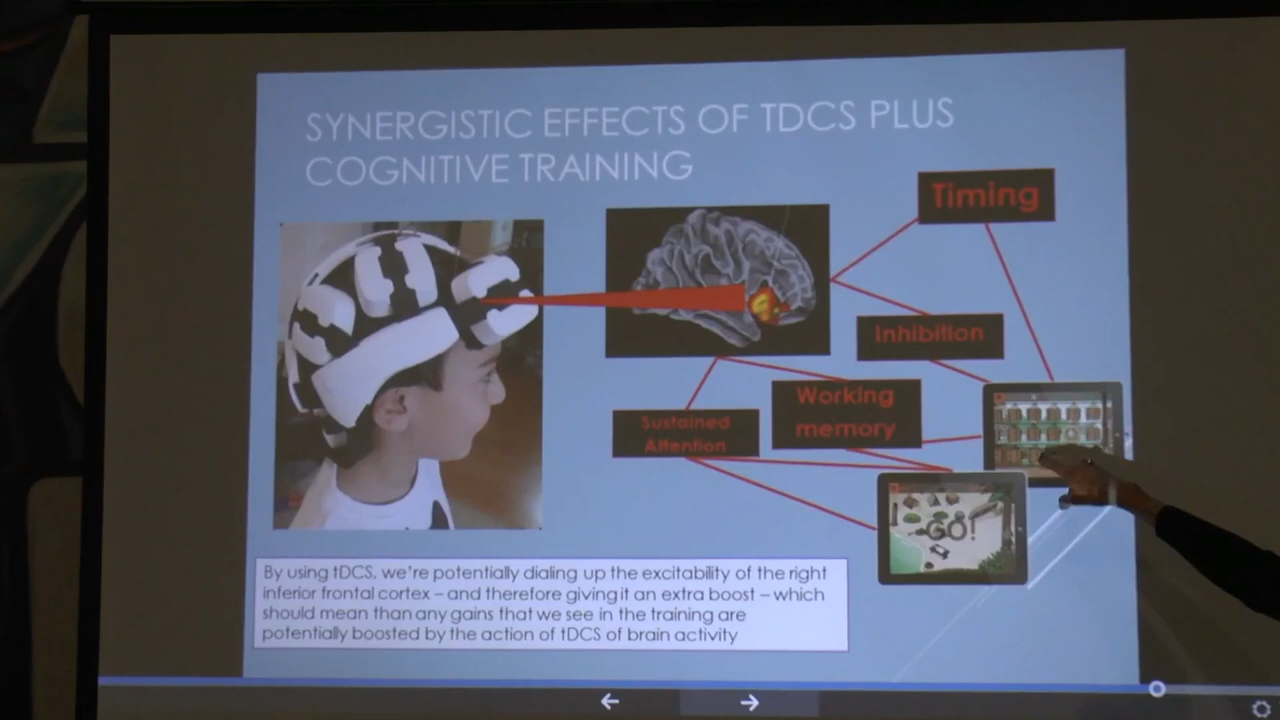 SYNERGISTIC EFFECTS OF TDCS PLUS
COGNITIVE TRAINING
Timing
Inhibition
Working
memory
Sustained
Attention
GO!
By using tDCS, we're potentially dialing up the excitability of the right
inferior frontal cortex – and therefore giving it an extra boost – which
should mean than any gains that we see in the training are
potentially boosted by the action of tDCS of brain activity